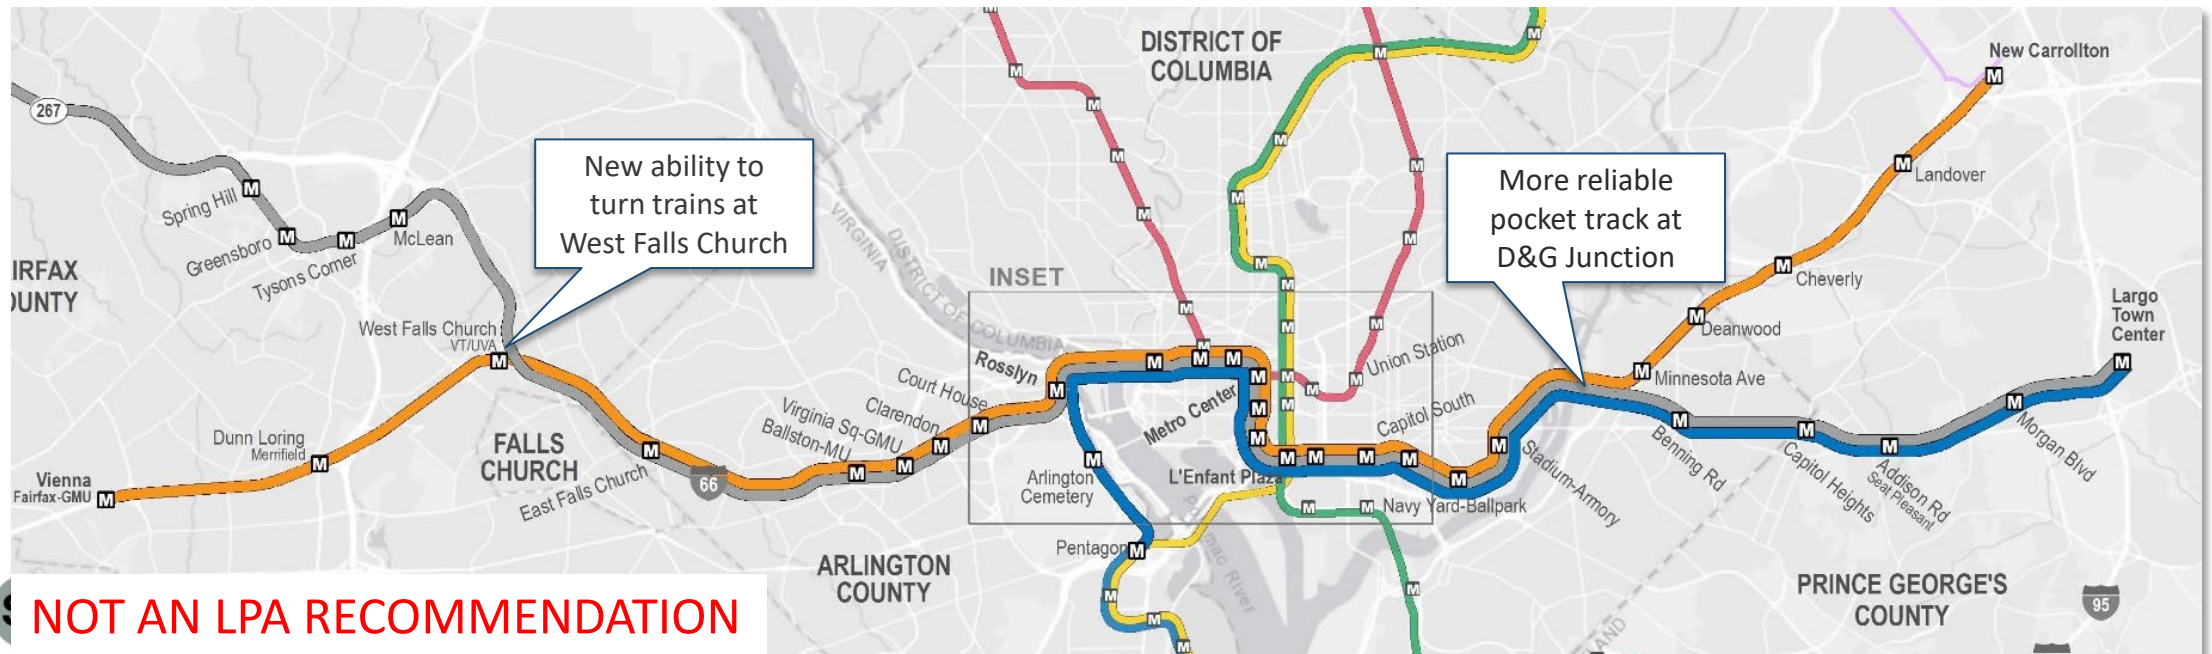 DISTRICT OF
COLUMBIA
New Carrollton
267
New ability to
turn trains at
West Falls Church
More reliable
pocket track at
D&G Junction
Landover
Spring Hill
Greensboro
Tysons Corner
McLean
VIRGINIA
DISTRICT OF COLUMBIA
INSET
Cheverly
Deanwood
Largo
Town
Center
West Falls Church
VT/UVA
Rosslyn
Union Station
Minnesota Ave
Court House
Clarendon
Virginia Sq-GMU
Ballston-MU
Metro Center
Capitol South
Dunn Loring
Merrifield
FALLS
CHURCH
East Falls Church
66
Vienna
Fairfax-GMU
Arlington
Cemetery
L'Enfant Plaza
Navy Yard-Ballpark
Stadium-Armory
Benning Rd
Capitol Heights
Addison Rd
Seat Pleasant
Morgan Blvd
Pentagon
River
ARLINGTON
COUNTY
PRINCE GEORGE'S
COUNTY
95
NOT AN LPA RECOMMENDATION
M